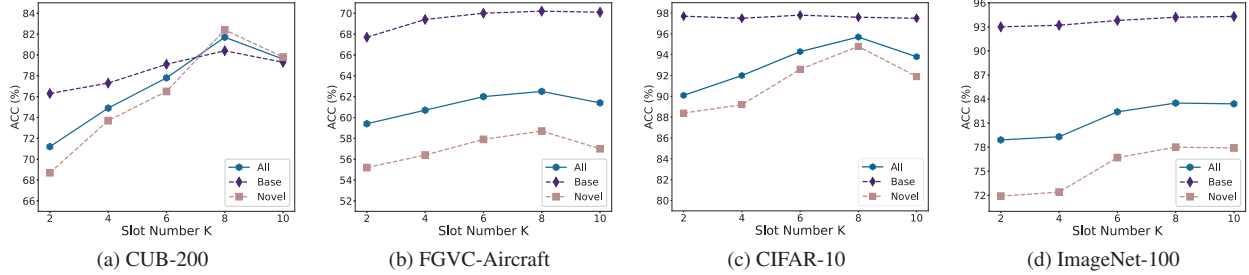 ACC (%)
84
82
80
78
76
74
72
70
68
66
2 4 6 8 10
Slot Number K
All
Base
Novel
(a) CUB-200
ACC (%)
70
68
66
64
62
60
58
56
54
52
2 4 6 8 10
Slot Number K
All
Base
Novel
(b) FGVC-Aircraft
ACC (%)
98
96
94
92
90
98
86
84
82
80
2 4 6 8 10
Slot Number K
All
Base
Novel
(c) CIFAR-10
ACC (%)
96
93
90
87
84
81
78
75
72
2 4 6 8 10
Slot Number K
All
Base
Novel
(d) ImageNet-100